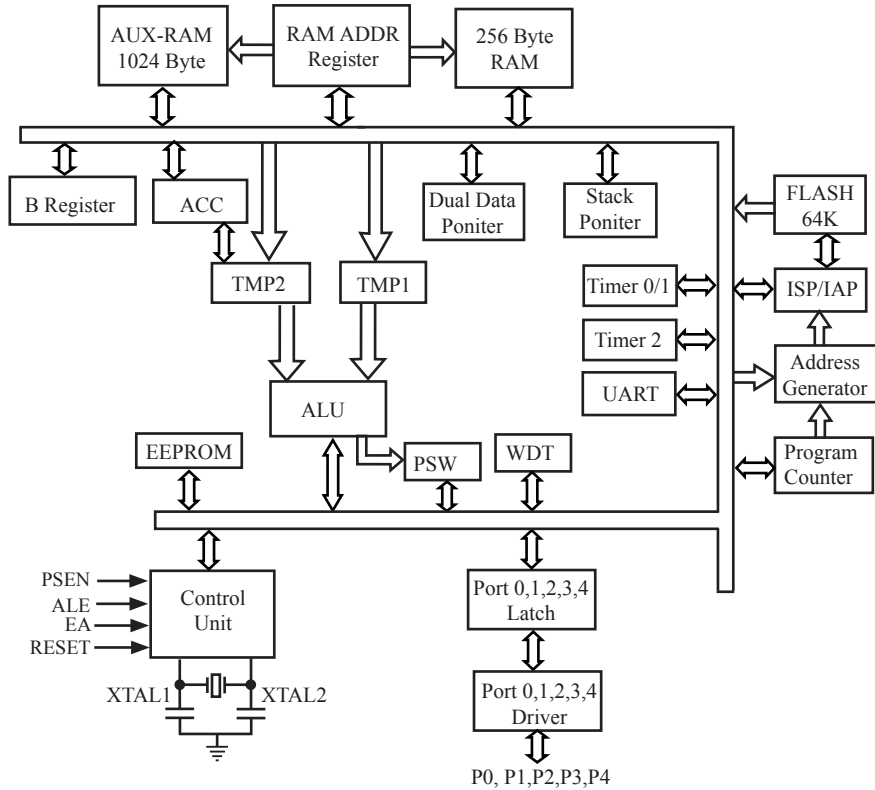 AUX-RAM
1024 Byte
RAM ADDR
Register
256 Byte
RAM
B Register
ACC
Dual Data
Poniter
Stack
Poniter
FLASH
64K
TMP2
TMP1
Timer 0/1
ISP/IAP
Timer 2
Address
Generator
UART
ALU
EEPROM
PSW
WDT
Program
Counter
PSEN
ALE
EA
RESET
Control
Unit
Port 0,1,2,3,4
Latch
XTAL1
XTAL2
Port 0,1,2,3,4
Driver
P0, P1,P2,P3,P4